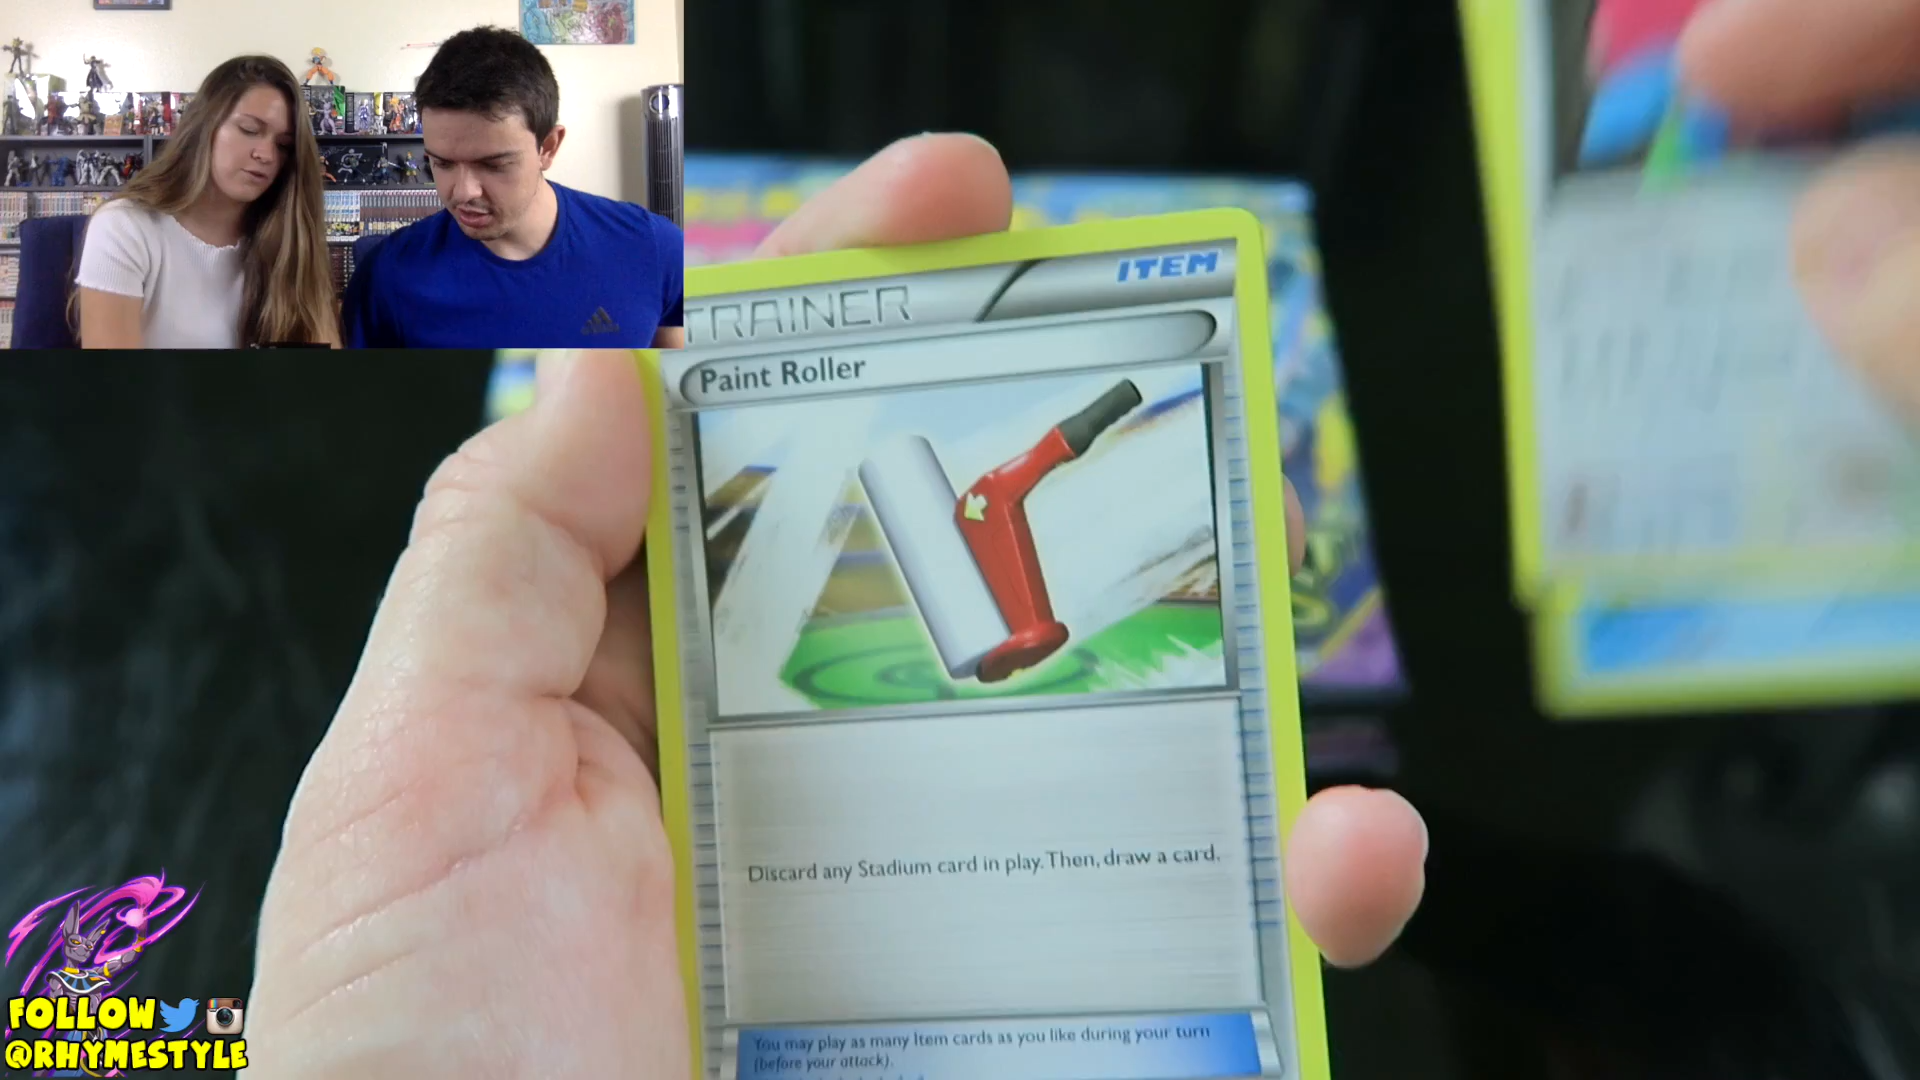 ITEM
TRAINER
Paint Roller
Discard any Stadium card in play. Then, draw a card.
You may play as many Item cards as you like during your turn
(before your attack).
FOLLOW
@RHYMESTYLE